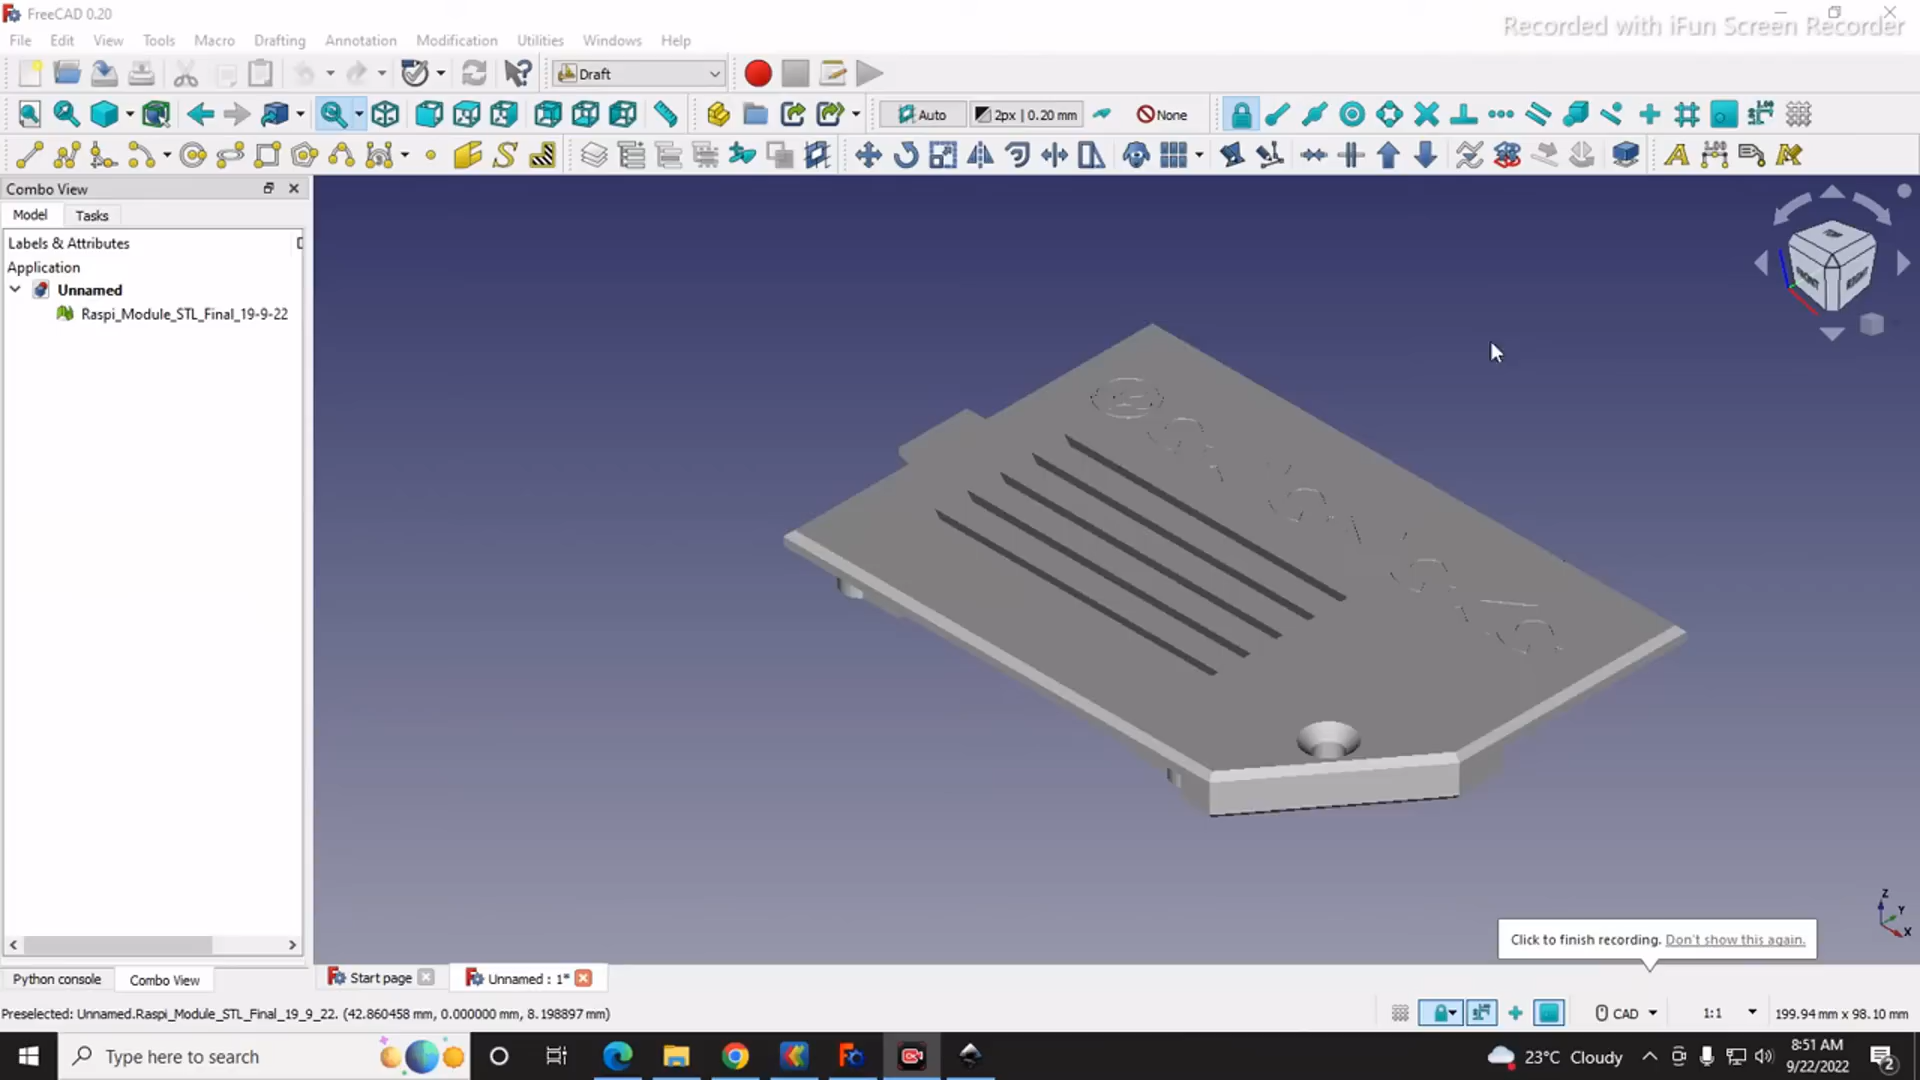 FreeCAD 0.20
Recorded with iFun Screen Recorder
File Edit View Tools Macro Drafting Annotation Modification Utilities Windows Help
Draft
Auto 2px | 0.20 mm None
Combo View
Model Tasks
Labels & Attributes
Application
Unnamed
Raspi_Module_STL_Final_19-9-22
FRONT RIGHT
Z
Y
X
Click to finish recording. Don't show this again.
Python console Combo View Start page Unnamed : 1*
Preselected: Unnamed.Raspi_Module_STL_Final_19_9_22. (42.860458 mm, 0.000000 mm, 8.198897 mm)
CAD 1:1 199.94 mm x 98.10 mm
Type here to search
23°C Cloudy
8:51 AM
9/22/2022
2